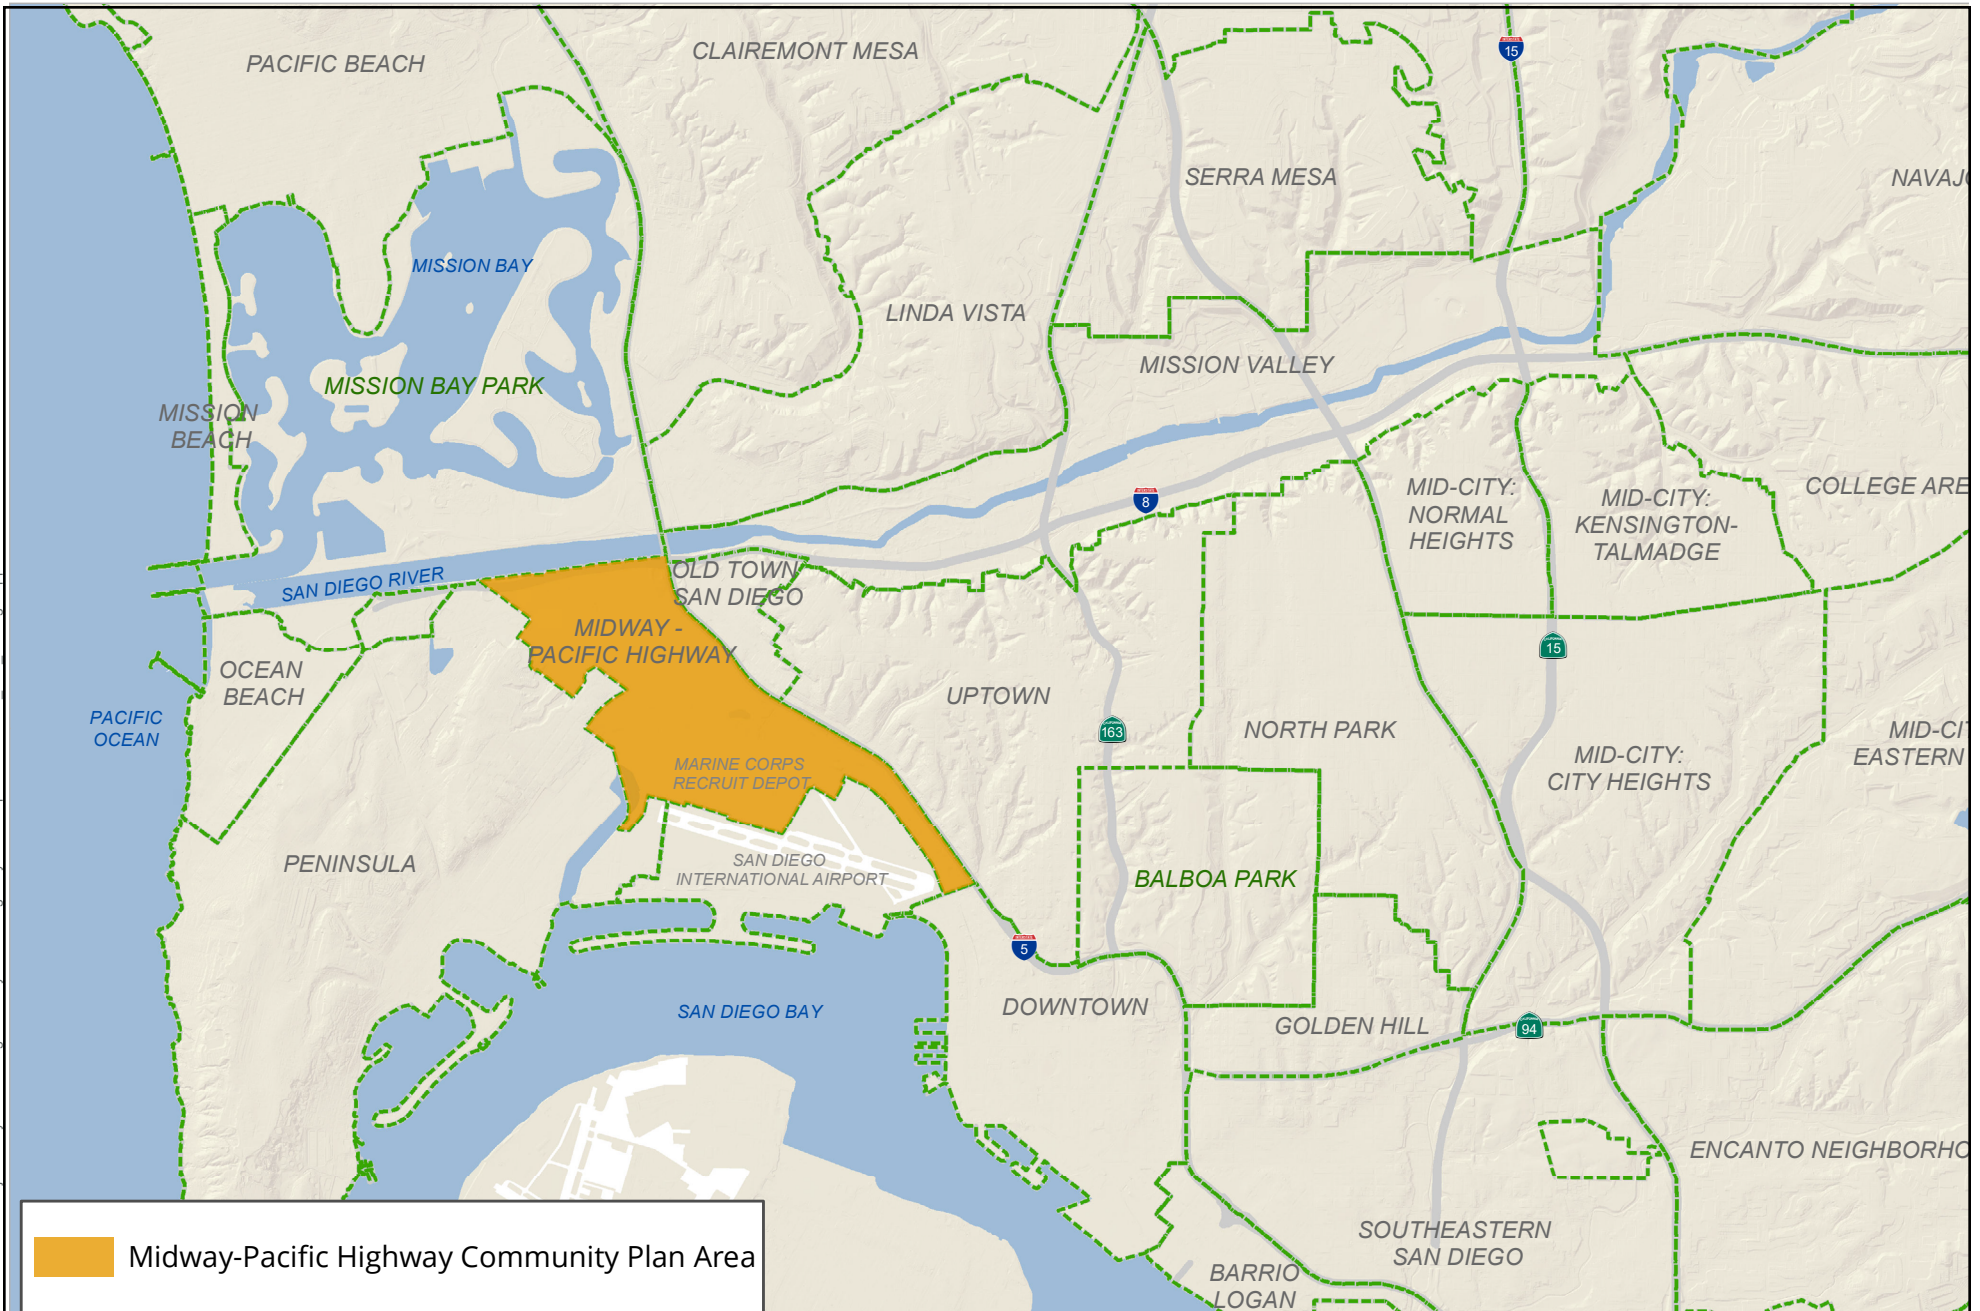 PACIFIC BEACH
CLAIREMONT MESA
15
SERRA MESA
NAVAJO
MISSION BAY
LINDA VISTA
MISSION VALLEY
MISSION BAY PARK
MISSION
BEACH
8
MID-CITY:
NORMAL
HEIGHTS
MID-CITY:
KENSINGTON-
TALMADGE
COLLEGE ARE
SAN DIEGO RIVER
OLD TOWN
SAN DIEGO
MIDWAY -
PACIFIC HIGHWAY
OCEAN
BEACH
15
UPTOWN
PACIFIC
OCEAN
163
NORTH PARK
MID-CI
EASTERN
MID-CITY:
CITY HEIGHTS
MARINE CORPS
RECRUIT DEPOT
PENINSULA
SAN DIEGO
INTERNATIONAL AIRPORT
BALBOA PARK
5
SAN DIEGO BAY
DOWNTOWN
GOLDEN HILL
94
ENCANTO NEIGHBORHO
SOUTHEASTERN
SAN DIEGO
BARRIO
LOGAN
Midway-Pacific Highway Community Plan Area